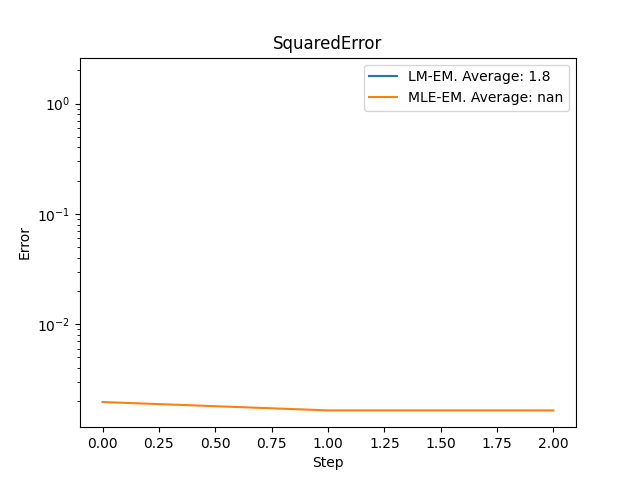 SquaredError
LM-EM. Average: 1.8
MLE-EM. Average: nan
10⁰
10⁻¹
10⁻²
Error
0.00 0.25 0.50 0.75 1.00 1.25 1.50 1.75 2.00
Step